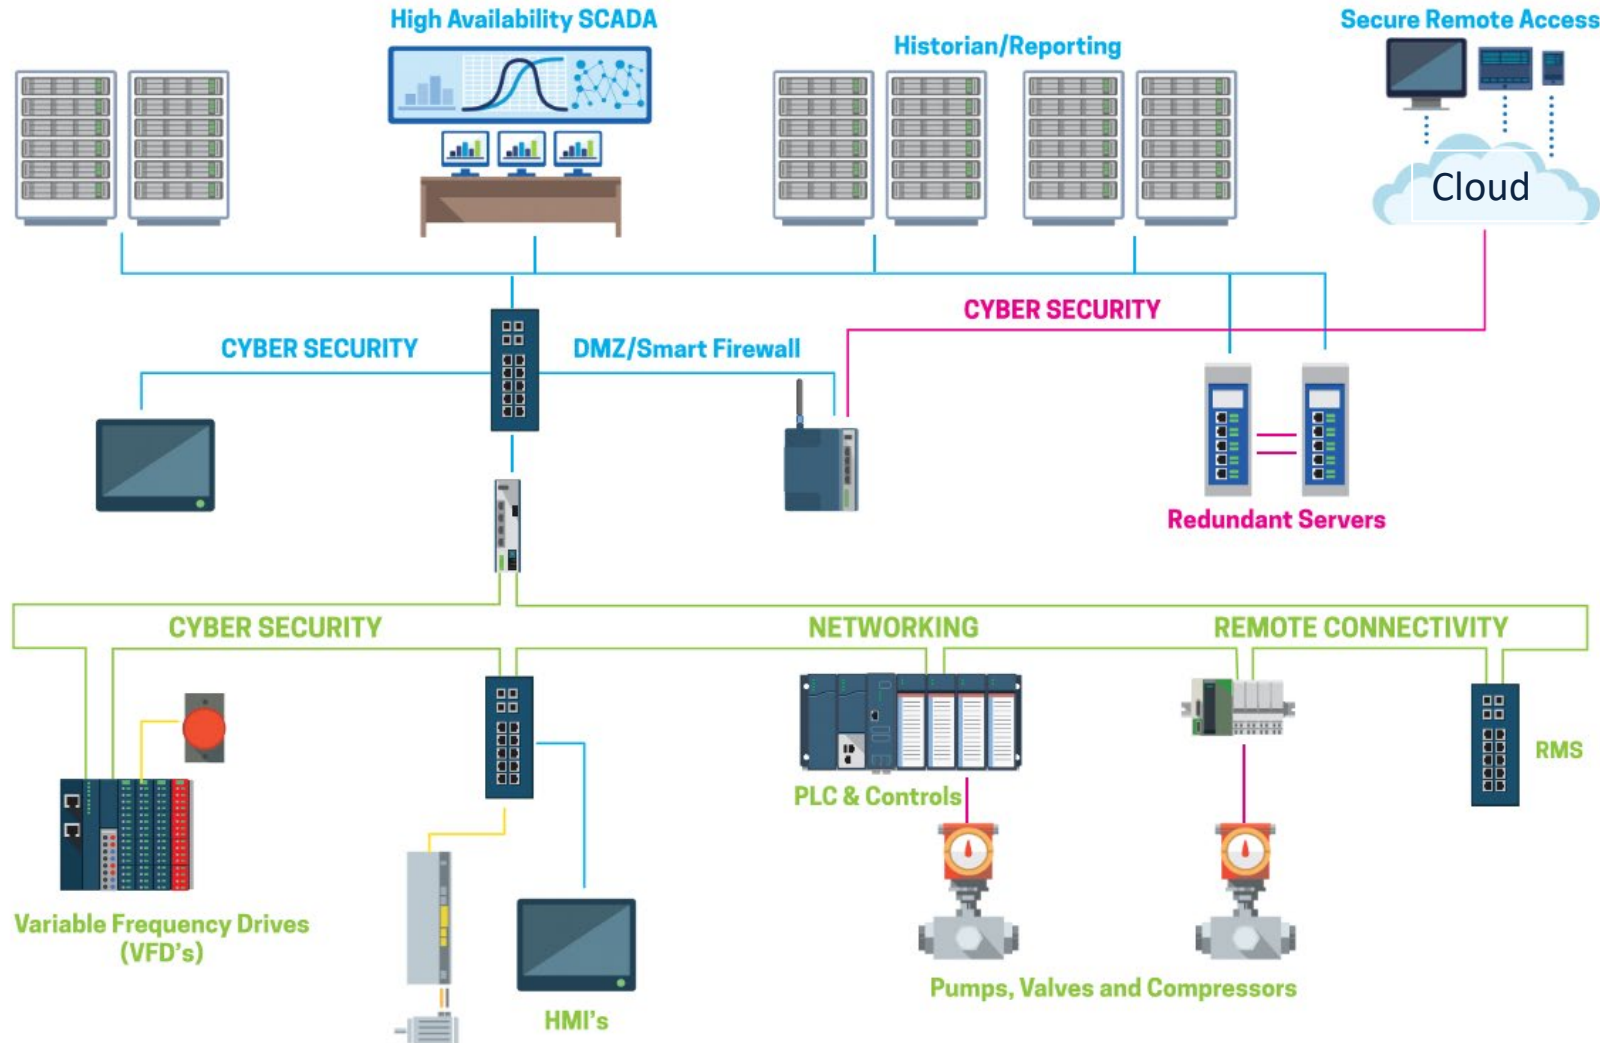 High Availability SCADA
Historian/Reporting
Secure Remote Access
Cloud
CYBER SECURITY
CYBER SECURITY
DMZ/Smart Firewall
Redundant Servers
CYBER SECURITY
NETWORKING
REMOTE CONNECTIVITY
RMS
PLC & Controls
Variable Frequency Drives
(VFD's)
Pumps, Valves and Compressors
HMI's